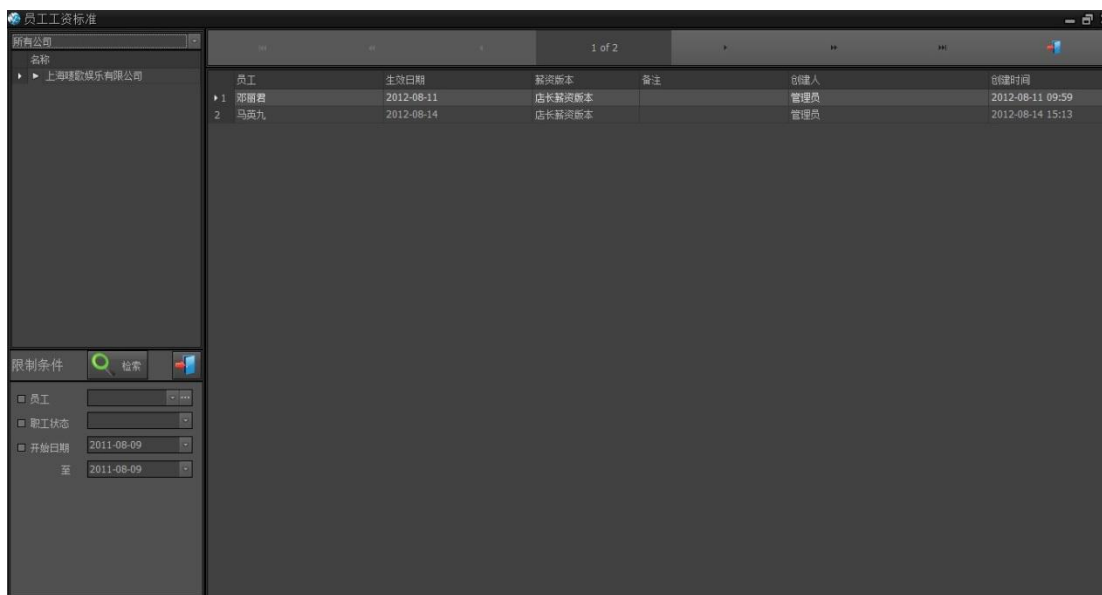 员工工资标准
所有公司
名称
上海 歌娱乐有限公司
1 of 2
员工 生效日期 薪资版本 备注 创建人 创建时间
1 邓丽君 2012-08-11 店长薪资版本 管理员 2012-08-11 09:59
2 马英九 2012-08-14 店长薪资版本 管理员 2012-08-14 15:13
限制条件 检索
员工
职工状态
开始日期 2011-08-09
至 2011-08-09